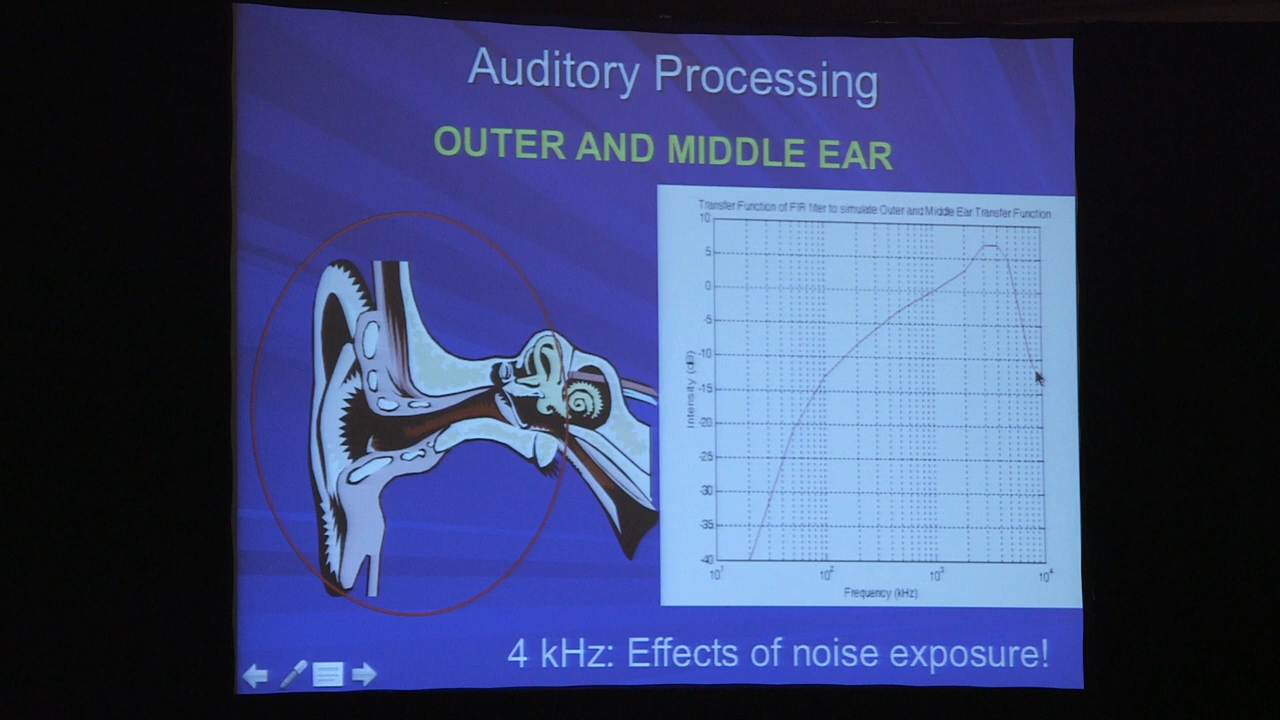 Auditory Processing
OUTER AND MIDDLE EAR
Transfer Function of FIR filter to simulate Outer and Middle Ear Transfer Function
10
5
0
-5
-10
-15
-20
-25
-30
-35
-40
Intensity (dB)
10¹ 10² 10³ 10⁴
Frequency (kHz)
4 kHz: Effects of noise exposure!